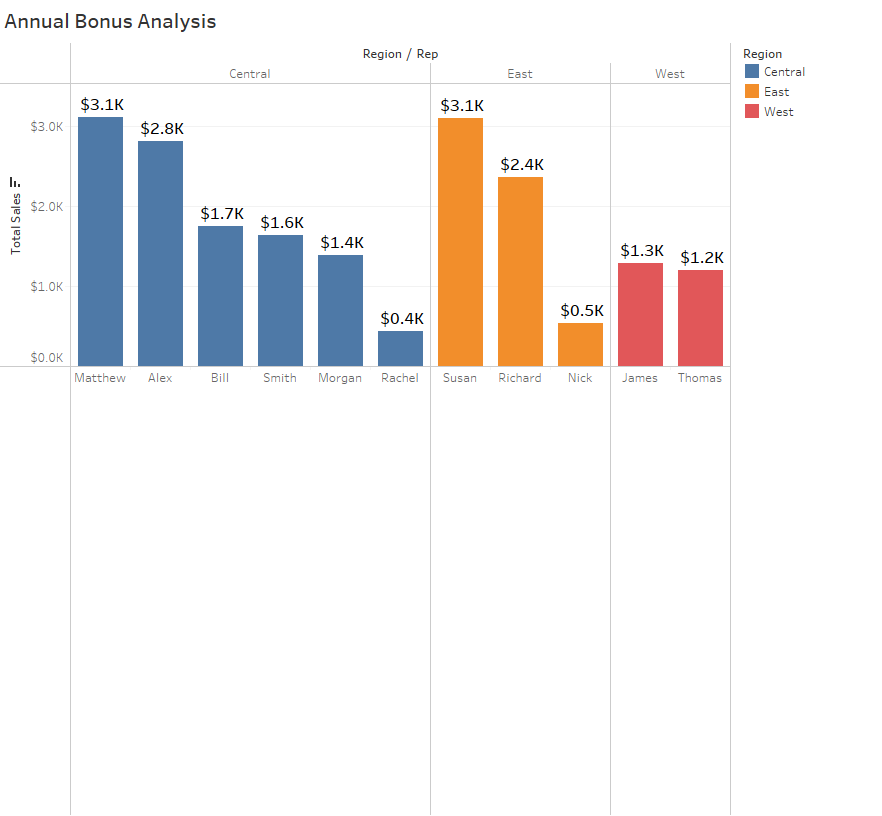 Annual Bonus Analysis
Region / Rep
Central East West
Region
Central
East
West
Total Sales
$3.0K
$2.0K
$1.0K
$0.0K
$3.1K $2.8K $1.7K $1.6K $1.4K $0.4K $3.1K $2.4K $0.5K $1.3K $1.2K
Matthew Alex Bill Smith Morgan Rachel Susan Richard Nick James Thomas